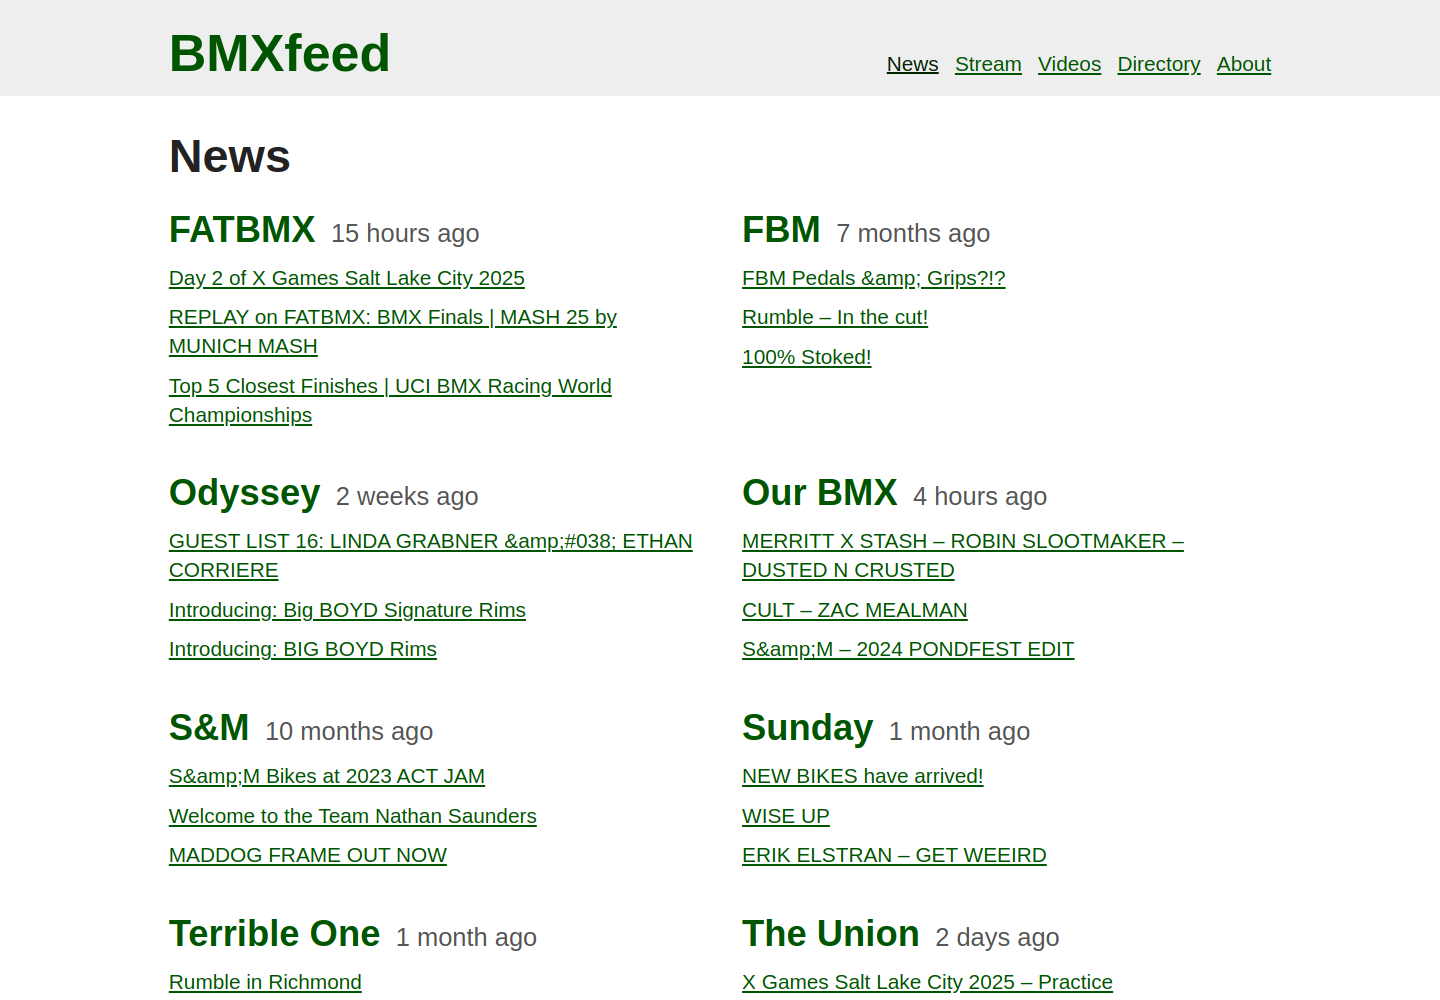 BMXfeed
News Stream Videos Directory About
News
FATBMX 15 hours ago
Day 2 of X Games Salt Lake City 2025
REPLAY on FATBMX: BMX Finals | MASH 25 by
MUNICH MASH
Top 5 Closest Finishes | UCI BMX Racing World
Championships
FBM 7 months ago
FBM Pedals &amp; Grips?!?
Rumble – In the cut!
100% Stoked!
Odyssey 2 weeks ago
GUEST LIST 16: LINDA GRABNER &amp;#038; ETHAN
CORRIERE
Introducing: Big BOYD Signature Rims
Introducing: BIG BOYD Rims
Our BMX 4 hours ago
MERRITT X STASH – ROBIN SLOOTMAKER –
DUSTED N CRUSTED
CULT – ZAC MEALMAN
S&amp;M – 2024 PONDFEST EDIT
S&M 10 months ago
S&amp;M Bikes at 2023 ACT JAM
Welcome to the Team Nathan Saunders
MADDOG FRAME OUT NOW
Sunday 1 month ago
NEW BIKES have arrived!
WISE UP
ERIK ELSTRAN – GET WEEIRD
Terrible One 1 month ago
Rumble in Richmond
The Union 2 days ago
X Games Salt Lake City 2025 – Practice